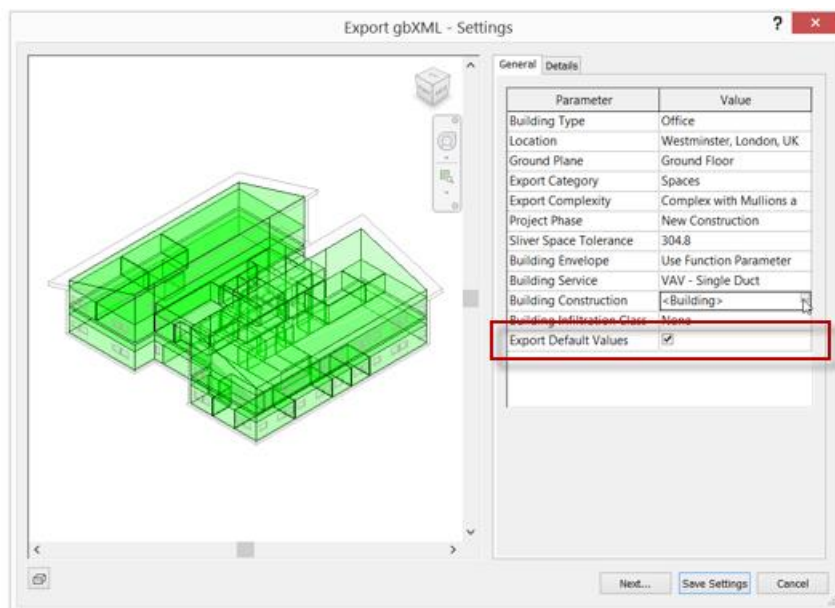 Export gbXML - Settings
?
General Details
Parameter Value
Building Type Office
Location Westminster, London, UK
Ground Plane Ground Floor
Export Category Spaces
Export Complexity Complex with Mullions a
Project Phase New Construction
Sliver Space Tolerance 304.8
Building Envelope Use Function Parameter
Building Service VAV - Single Duct
Building Construction <Building>
Building Infiltration Class None
Export Default Values
Next... Save Settings Cancel